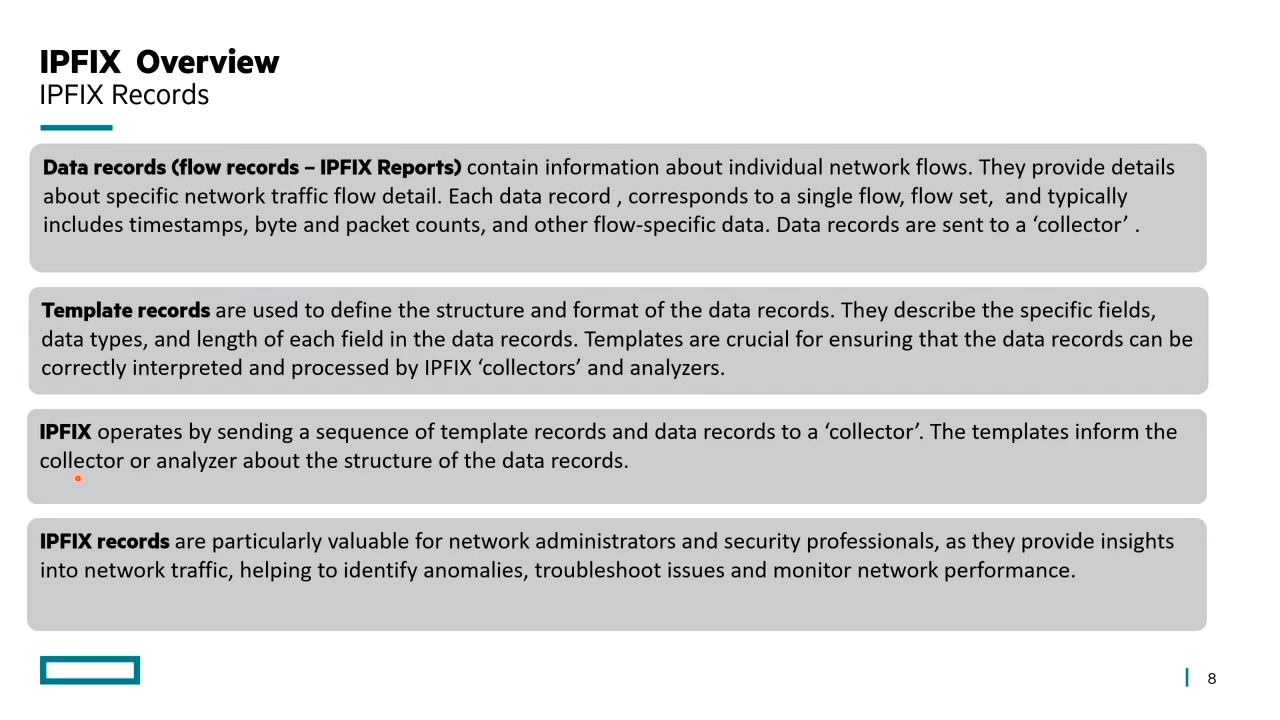 IPFIX Overview
IPFIX Records
Data records (flow records – IPFIX Reports) contain information about individual network flows. They provide details
about specific network traffic flow detail. Each data record , corresponds to a single flow, flow set,  and typically
includes timestamps, byte and packet counts, and other flow-specific data. Data records are sent to a ‘collector’ .
Template records are used to define the structure and format of the data records. They describe the specific fields,
data types, and length of each field in the data records. Templates are crucial for ensuring that the data records can be
correctly interpreted and processed by IPFIX ‘collectors’ and analyzers.
IPFIX operates by sending a sequence of template records and data records to a ‘collector’. The templates inform the
collector or analyzer about the structure of the data records.
IPFIX records are particularly valuable for network administrators and security professionals, as they provide insights
into network traffic, helping to identify anomalies, troubleshoot issues and monitor network performance.
8